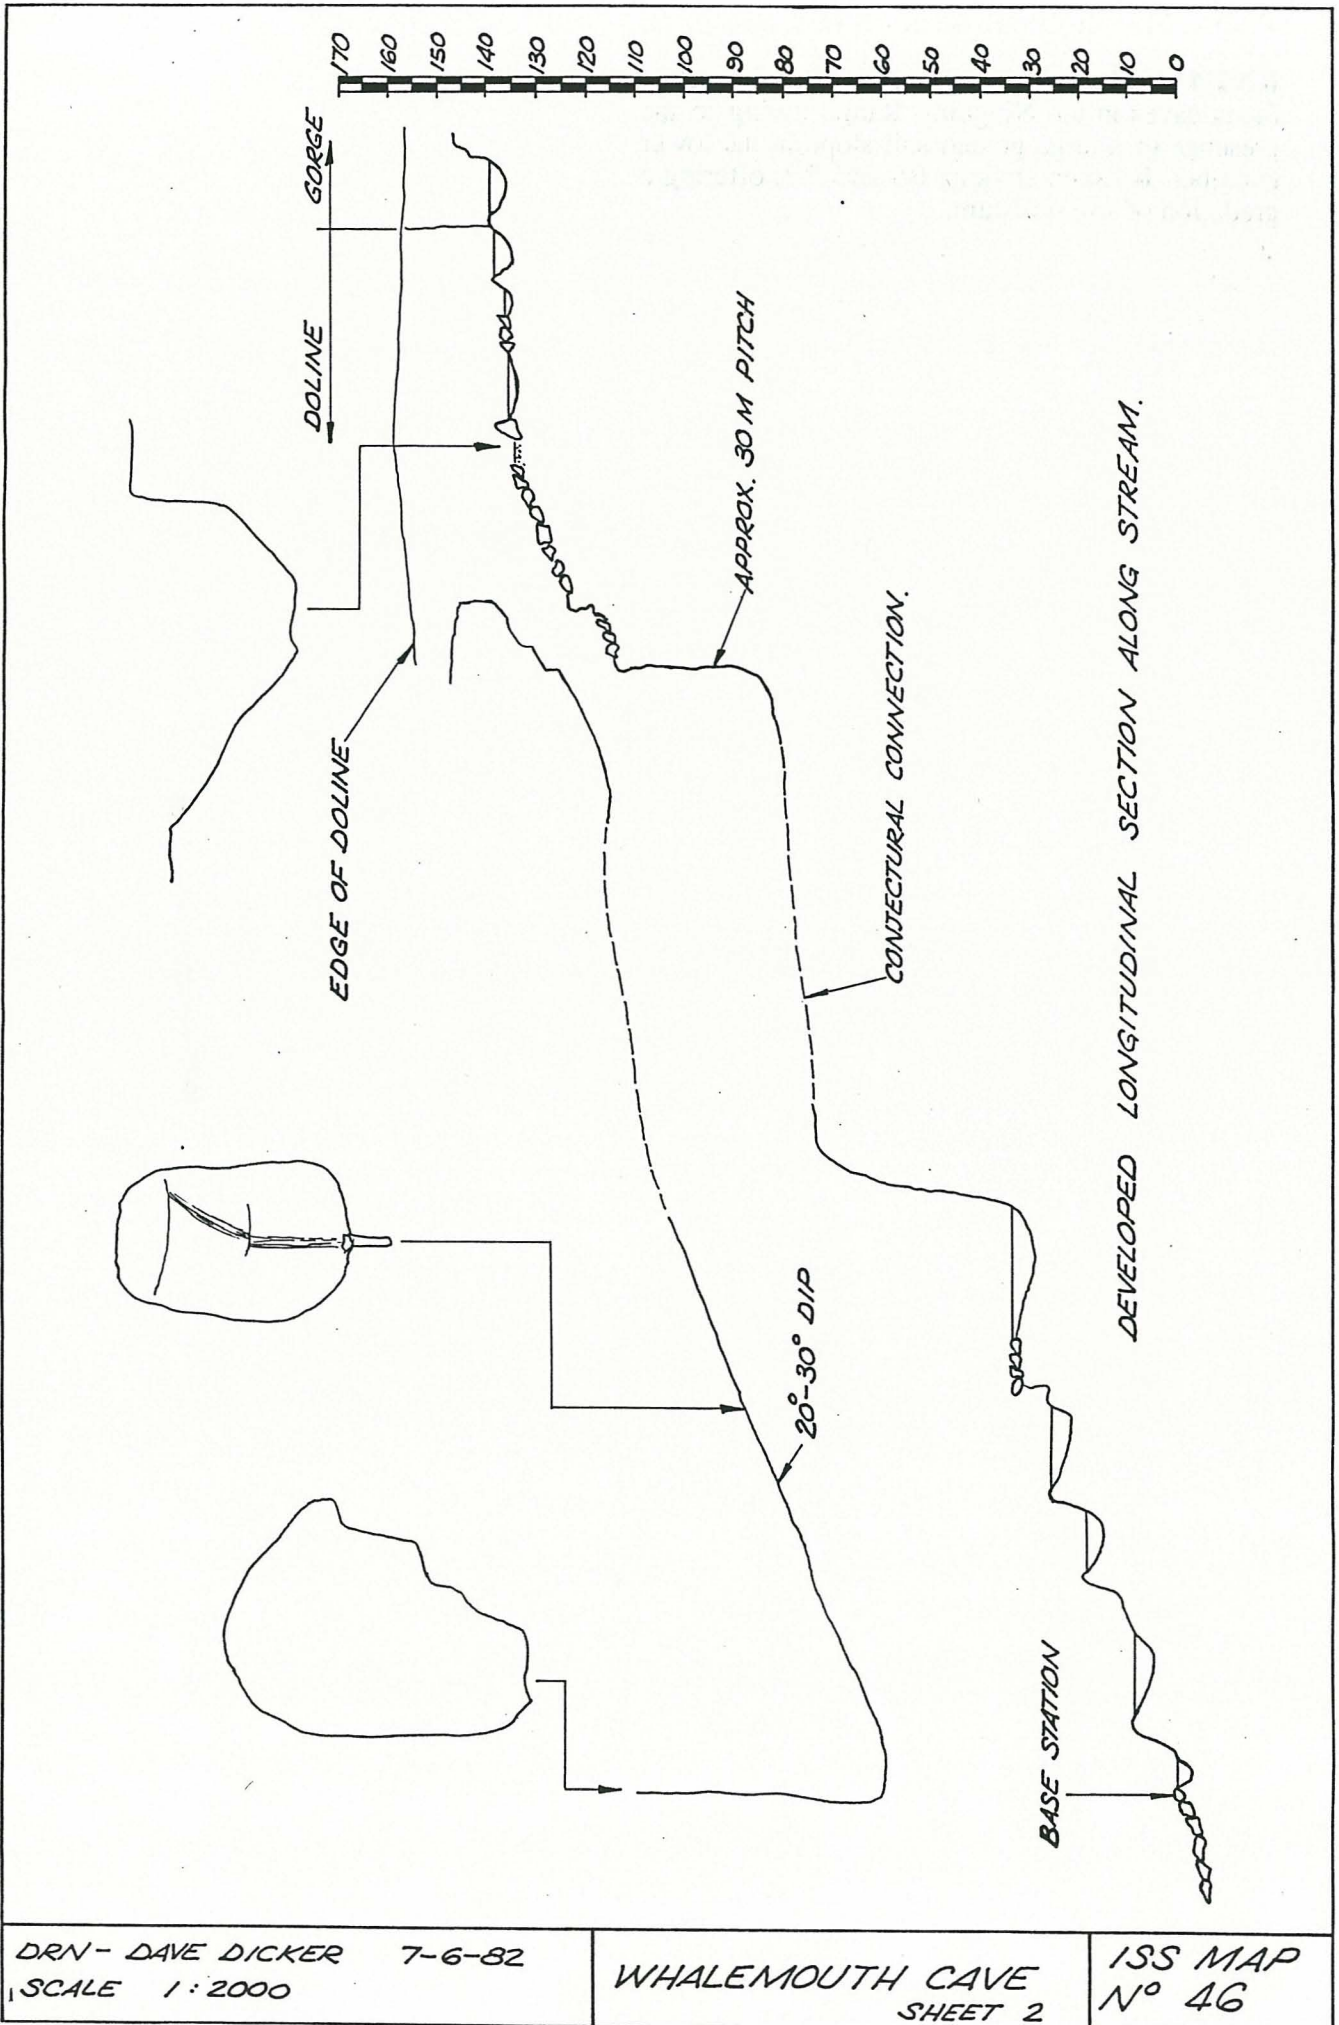 170
160
150
140
130
120
110
100
90
80
70
60
50
40
30
20
10
0
GORGE
DOLINE
EDGE OF DOLINE
APPROX. 30 M PITCH
CONJECTURAL CONNECTION.
20°-30° DIP
BASE STATION
DEVELOPED LONGITUDINAL SECTION ALONG STREAM.
DRN - DAVE DICKER 7-6-82
SCALE 1:2000
WHALEMOUTH CAVE
SHEET 2
ISS MAP
Nº 46